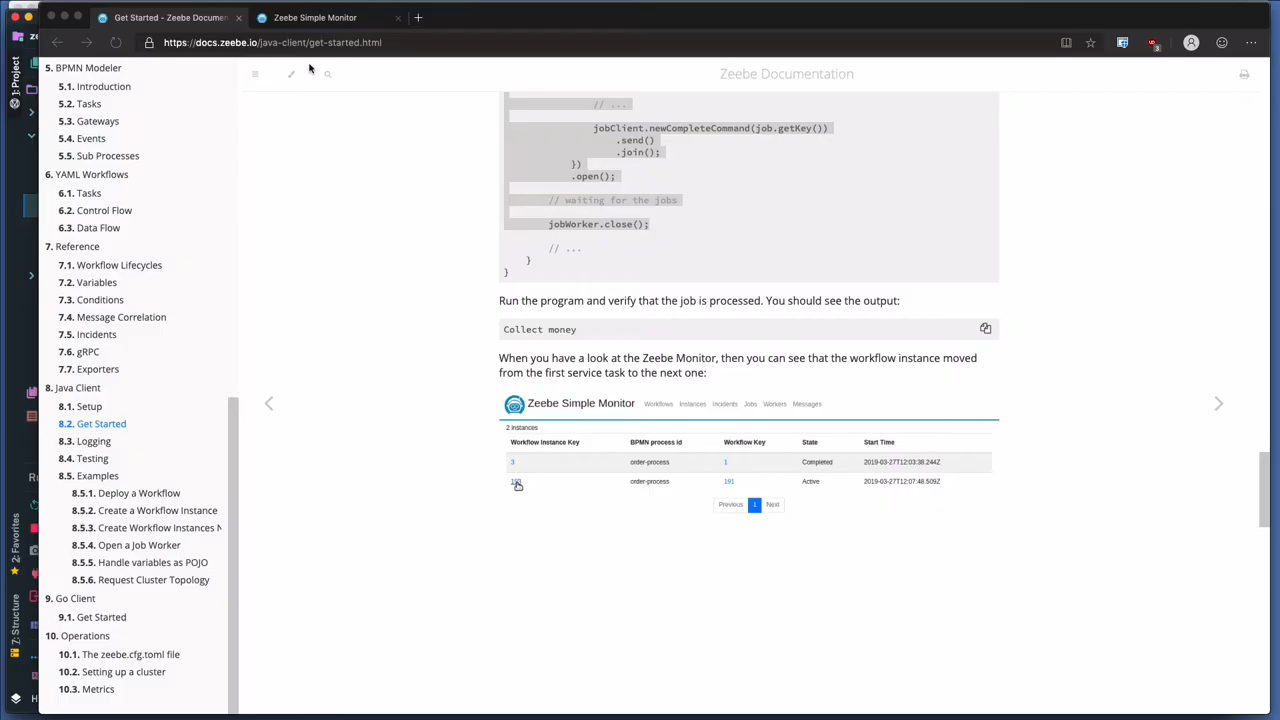 Get Started - Zeebe Documen
Zeebe Simple Monitor
https://docs.zeebe.io/java-client/get-started.html
1: Project
5. BPMN Modeler
5.1. Introduction
5.2. Tasks
5.3. Gateways
5.4. Events
5.5. Sub Processes
6. YAML Workflows
6.1. Tasks
6.2. Control Flow
6.3. Data Flow
7. Reference
7.1. Workflow Lifecycles
7.2. Variables
7.3. Conditions
7.4. Message Correlation
7.5. Incidents
7.6. gRPC
7.7. Exporters
8. Java Client
8.1. Setup
8.2. Get Started
8.3. Logging
8.4. Testing
8.5. Examples
8.5.1. Deploy a Workflow
8.5.2. Create a Workflow Instance
8.5.3. Create Workflow Instances N
8.5.4. Open a Job Worker
8.5.5. Handle variables as POJO
8.5.6. Request Cluster Topology
9. Go Client
9.1. Get Started
10. Operations
10.1. The zeebe.cfg.toml file
10.2. Setting up a cluster
10.3. Metrics
2: Favorites
7: Structure
Zeebe Documentation
// ...
jobClient.newCompleteCommand(job.getKey())
.send()
.join();
})
.open();
// waiting for the jobs
jobWorker.close();
// ...
}
}
Run the program and verify that the job is processed. You should see the output:
Collect money
When you have a look at the Zeebe Monitor, then you can see that the workflow instance moved
from the first service task to the next one:
Zeebe Simple Monitor Workflows Instances Incidents Jobs Workers Messages
2 instances
Workflow Instance Key BPMN process id Workflow Key State Start Time
3 order-process 1 Completed 2019-03-27T12:03:38.244Z
order-process 191 Active 2019-03-27T12:07:48.509Z
Previous 1 Next